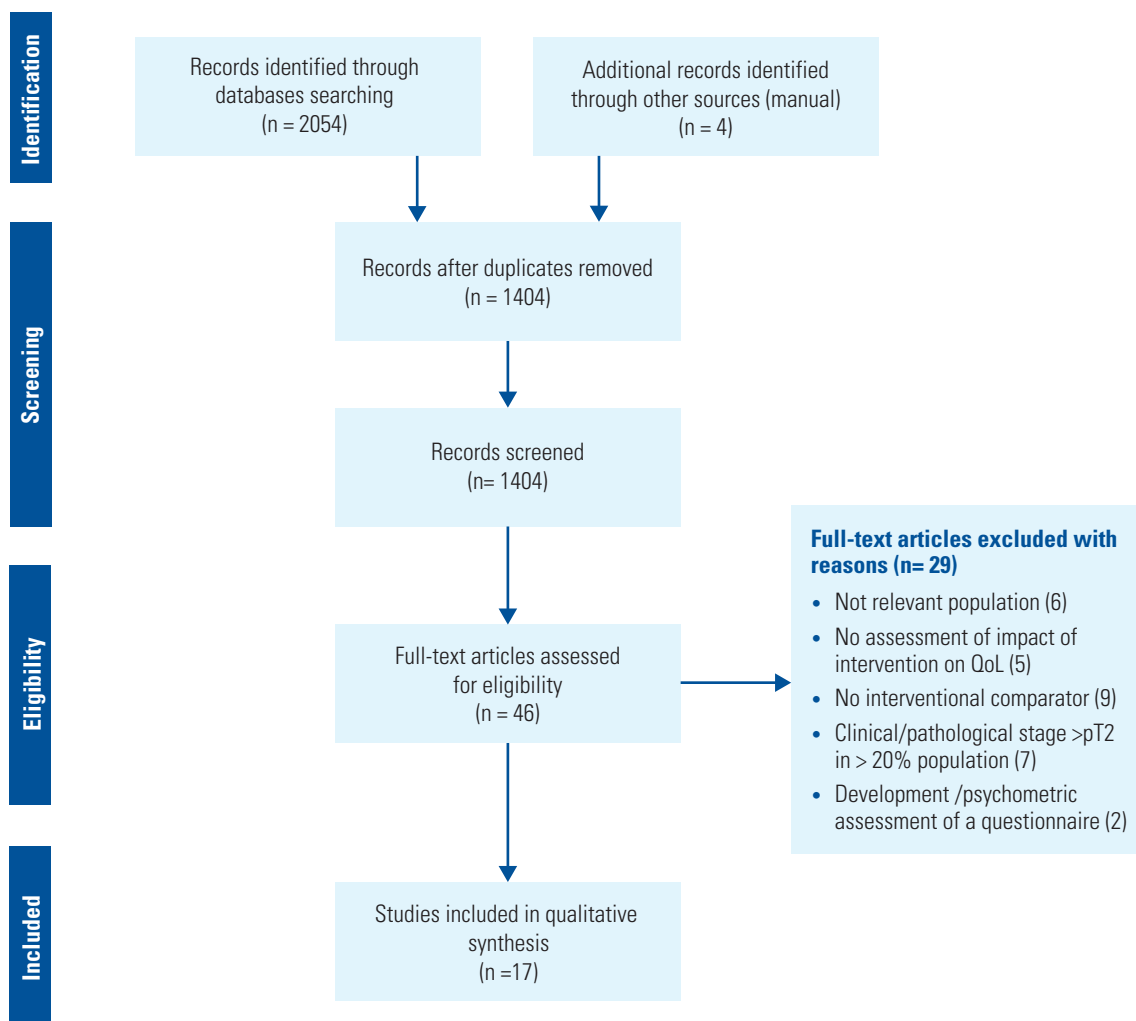 Identification
Records identified through
databases searching
(n = 2054)
Additional records identified
through other sources (manual)
(n = 4)
Screening
Records after duplicates removed
(n = 1404)
Records screened
(n= 1404)
Eligibility
Full-text articles assessed
for eligibility
(n = 46)
Full-text articles excluded with
reasons (n= 29)
• Not relevant population (6)
• No assessment of impact of
intervention on QoL (5)
• No interventional comparator (9)
• Clinical/pathological stage >pT2
in > 20% population (7)
• Development /psychometric
assessment of a questionnaire (2)
Included
Studies included in qualitative
synthesis
(n =17)